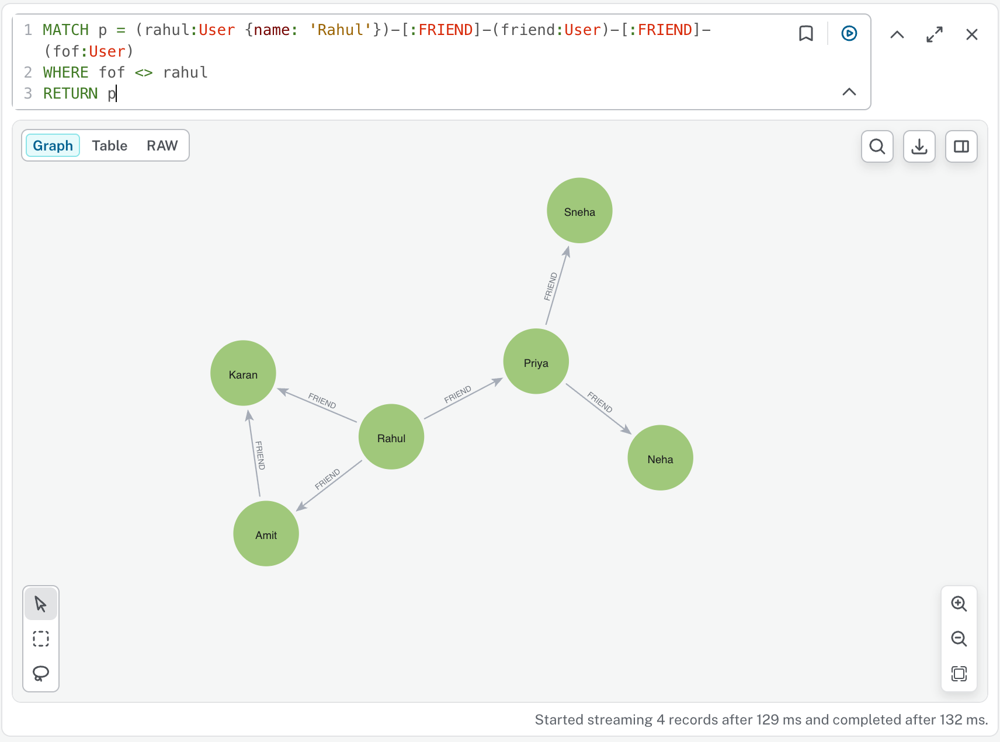 1 MATCH p = (rahul:User {name: 'Rahul'})-[:FRIEND]-(friend:User)-[:FRIEND]-
(fof:User)
2 WHERE fof <> rahul
3 RETURN p
Graph Table RAW
Sneha
FRIEND
Priya
Karan
FRIEND
FRIEND
FRIEND
Rahul
FRIEND
Neha
FRIEND
Amit
Started streaming 4 records after 129 ms and completed after 132 ms.